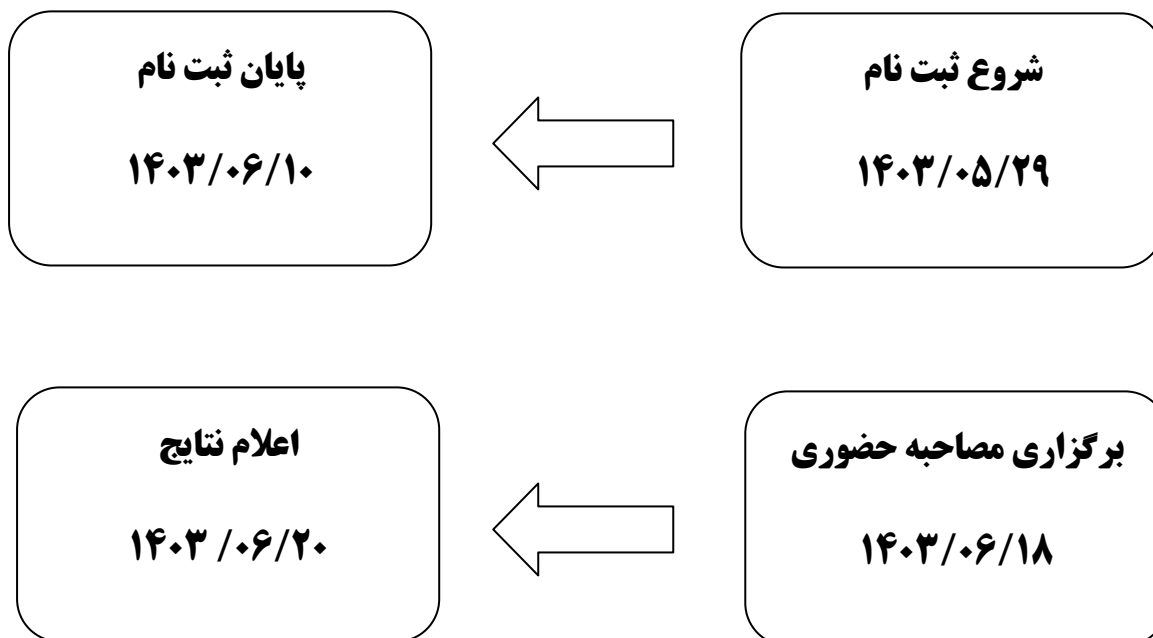 شروع ثبت نام
۱۴۰۳/۰۵/۲۹
پایان ثبت نام
۱۴۰۳/۰۶/۱۰
برگزاری مصاحبه حضوری
۱۴۰۳/۰۶/۱۸
اعلام نتایج
۱۴۰۳ /۰۶/۲۰